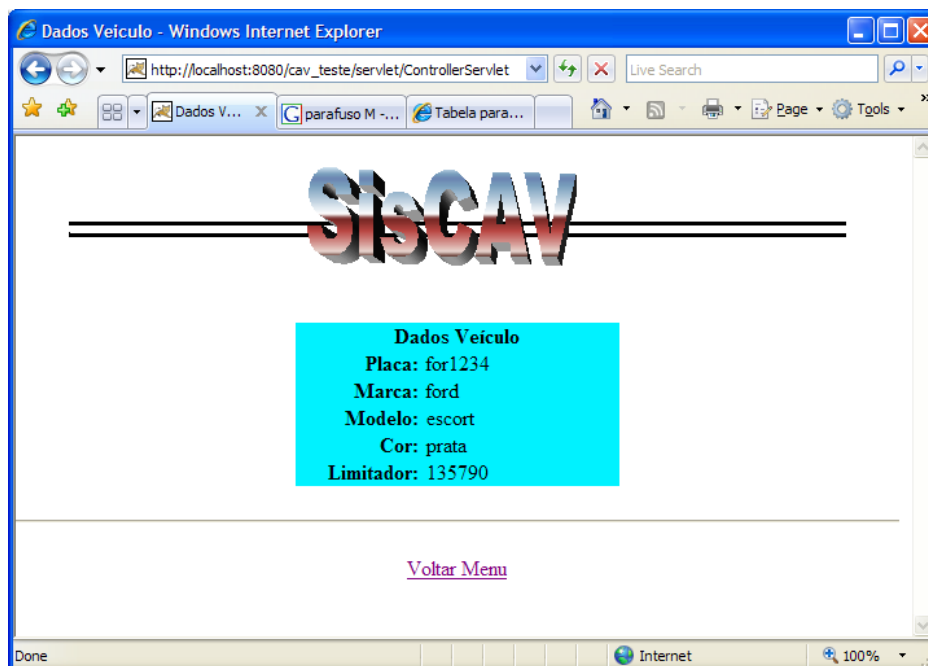 Dados Veiculo - Windows Internet Explorer
http://localhost:8080/cav_teste/servlet/ControllerServlet Live Search
Dados V... X parafuso M -... Tabela para... Page Tools »
SisCAV
Dados Veículo
Placa: for1234
Marca: ford
Modelo: escort
Cor: prata
Limitador: 135790
Voltar Menu
Done Internet 100%